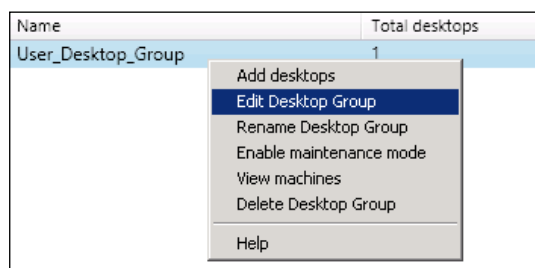 Name Total desktops
User_Desktop_Group 1
Add desktops
Edit Desktop Group
Rename Desktop Group
Enable maintenance mode
View machines
Delete Desktop Group
Help